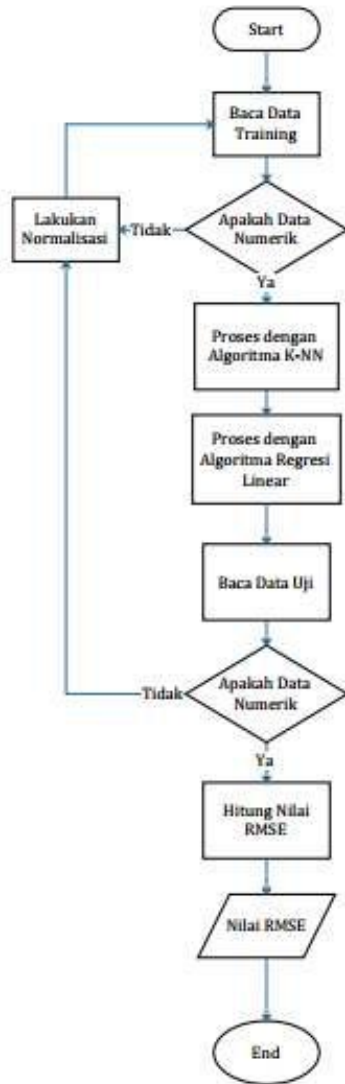 Start
Baca Data
Training
Apakah Data
Numerik
Tidak
Lakukan
Normalisasi
Ya
Proses dengan
Algoritma K-NN
Proses dengan
Algoritma Regresi
Linear
Baca Data Uji
Apakah Data
Numerik
Tidak
Ya
Hitung Nilai
RMSE
Nilai RMSE
End